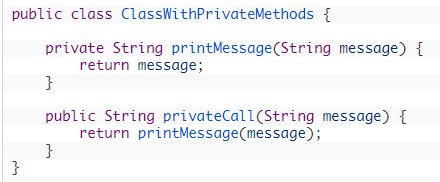 public class ClassWithPrivateMethods {
private String printMessage(String message) {
return message;
}
public String privateCall(String message) {
return printMessage(message);
}
}